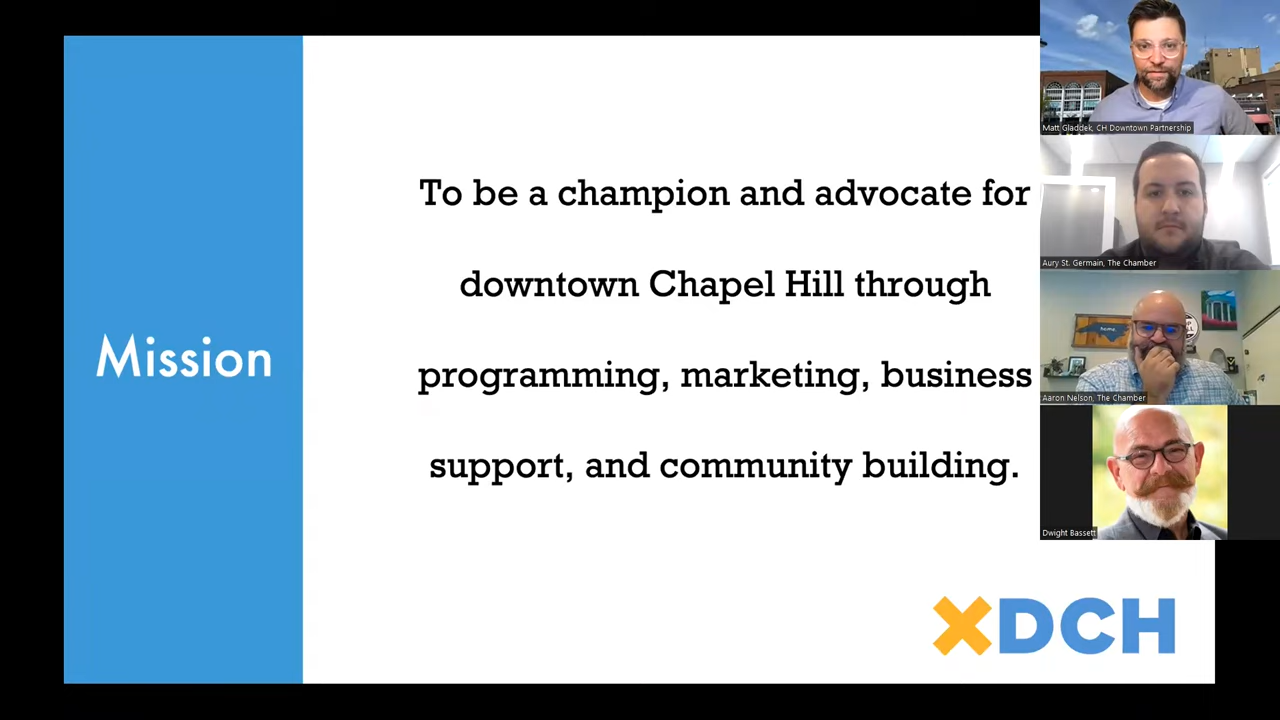 Mission
To be a champion and advocate for
downtown Chapel Hill through
programming, marketing, business
support, and community building.
XDCH
Matt Gladdek, CH Downtown Partnership
Aury St. Germain, The Chamber
Aaron Nelson, The Chamber
Dwight Bassett